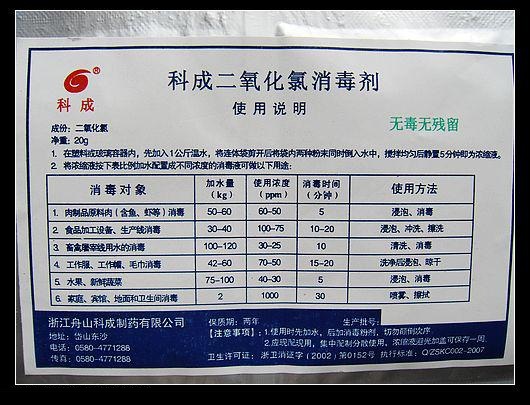 科成®
科成二氧化氯消毒剂
使用说明
成份: 二氧化氯
净重: 20g
无毒无残留
1. 在塑料或玻璃容器内，先加入1公斤温水，将连体袋剪开后将袋内两种粉末同时倒入水中，搅拌均匀后静置5分钟即为浓缩液。
2. 将浓缩液按下表比例加水配置成不同浓度的消毒液可做以下用途:
消毒对象 加水量(kg) 使用浓度(ppm) 消毒时间(分钟) 使用方法
1. 肉制品原料肉（含鱼、虾等）消毒 50-60 60-50 5 浸泡、消毒
2. 食品加工设备、生产线消毒 30-40 100-75 10-20 浸泡、冲洗、擦洗
3. 畜禽屠宰线用水的消毒 100-120 30-25 10 清洗、消毒
4. 工作服、工作帽、毛巾消毒 42-60 70-50 15-20 洗净后浸泡、晾干
5. 水果、新鲜蔬菜 75-100 40-30 5 浸泡、消毒
6. 家庭、宾馆、地面和卫生间消毒 2 1000 30 喷雾、擦拭
浙江舟山科成制药有限公司
地址: 岱山东沙
电话: 0580-4771288
传真: 0580-4771288
保质期: 两年 生产批号:
【注意事项】: 1.使用时先加水，后加消毒粉剂，切勿颠倒次序
2.应现配现用，集中配制分散使用，浓缩液避光加盖可保存一周.
卫生许可证: 浙卫消证字(2002)第0152号 执行标准: Q/ZSKC002-2007